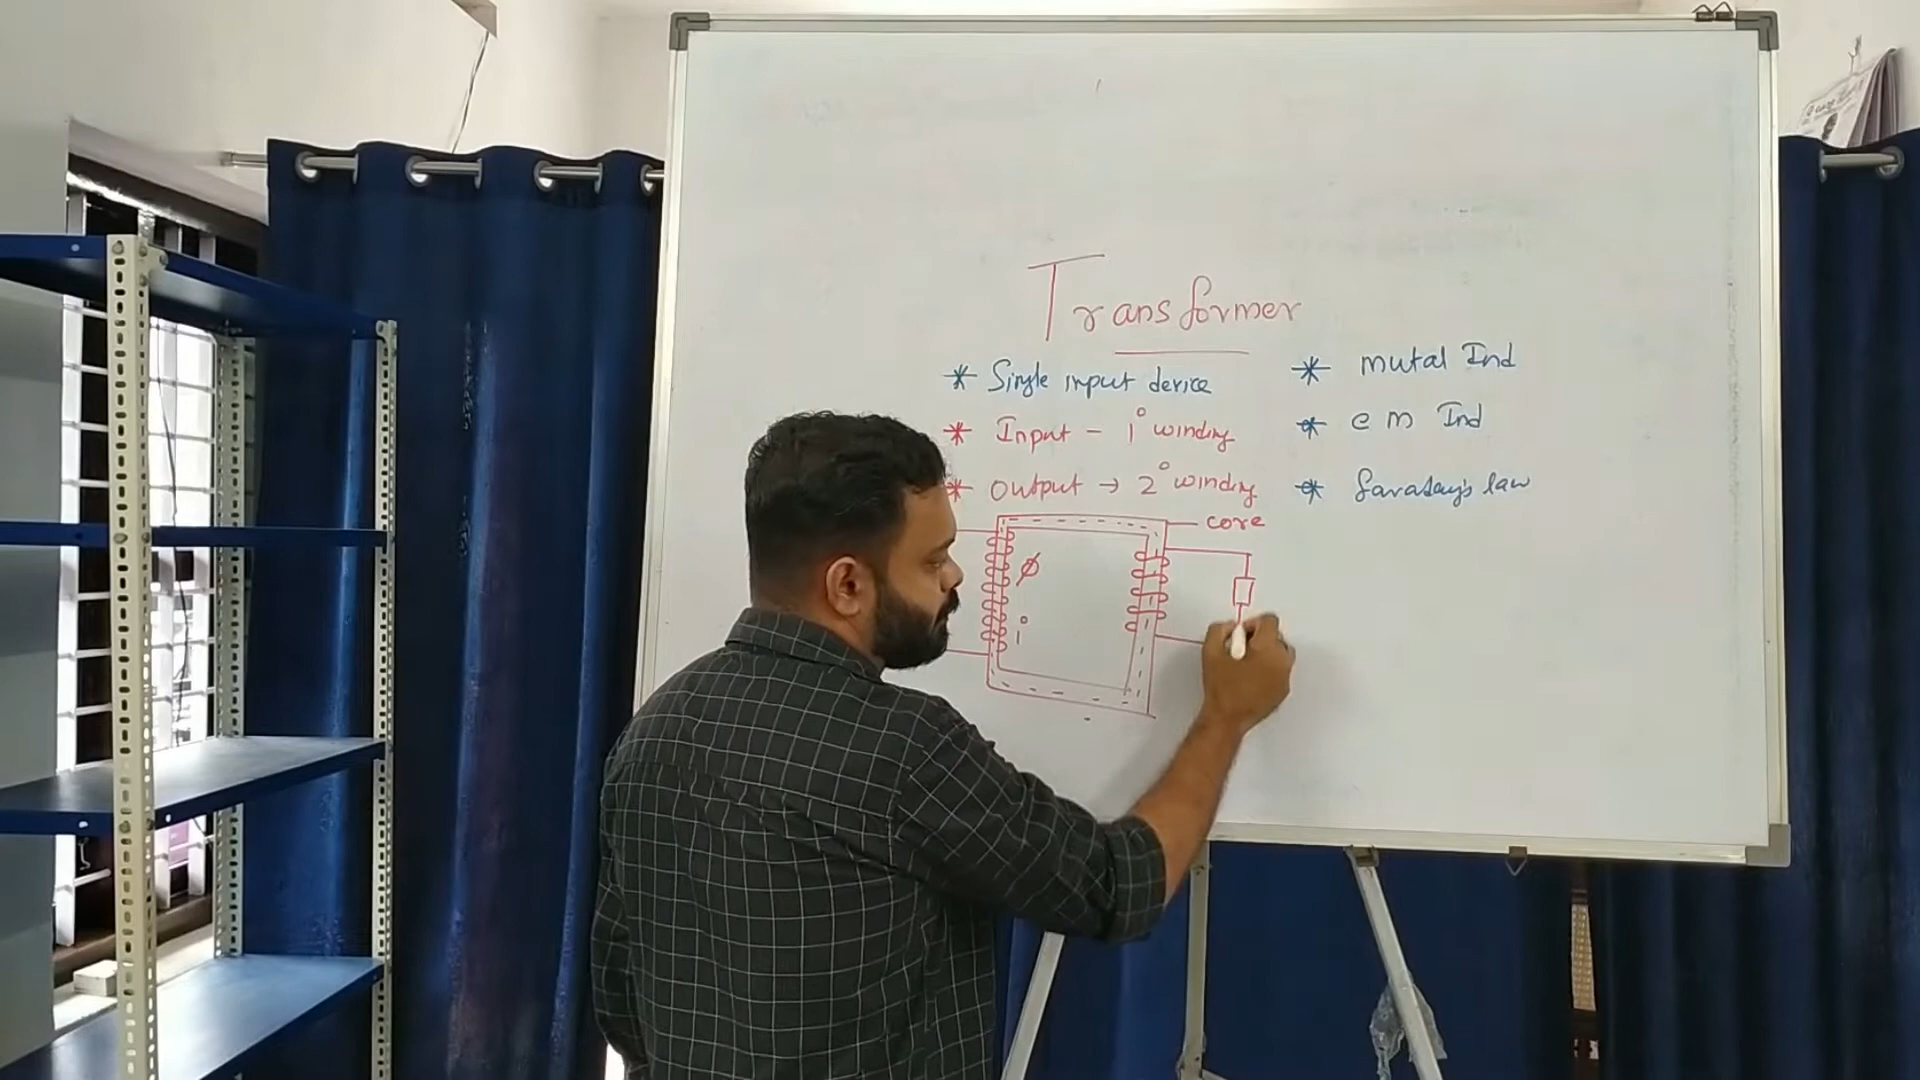 Transformer
* Single input device
* Input - 1° winding
* Output → 2° winding
* mutal Ind
* e m Ind
* faraday's law
core
φ
i